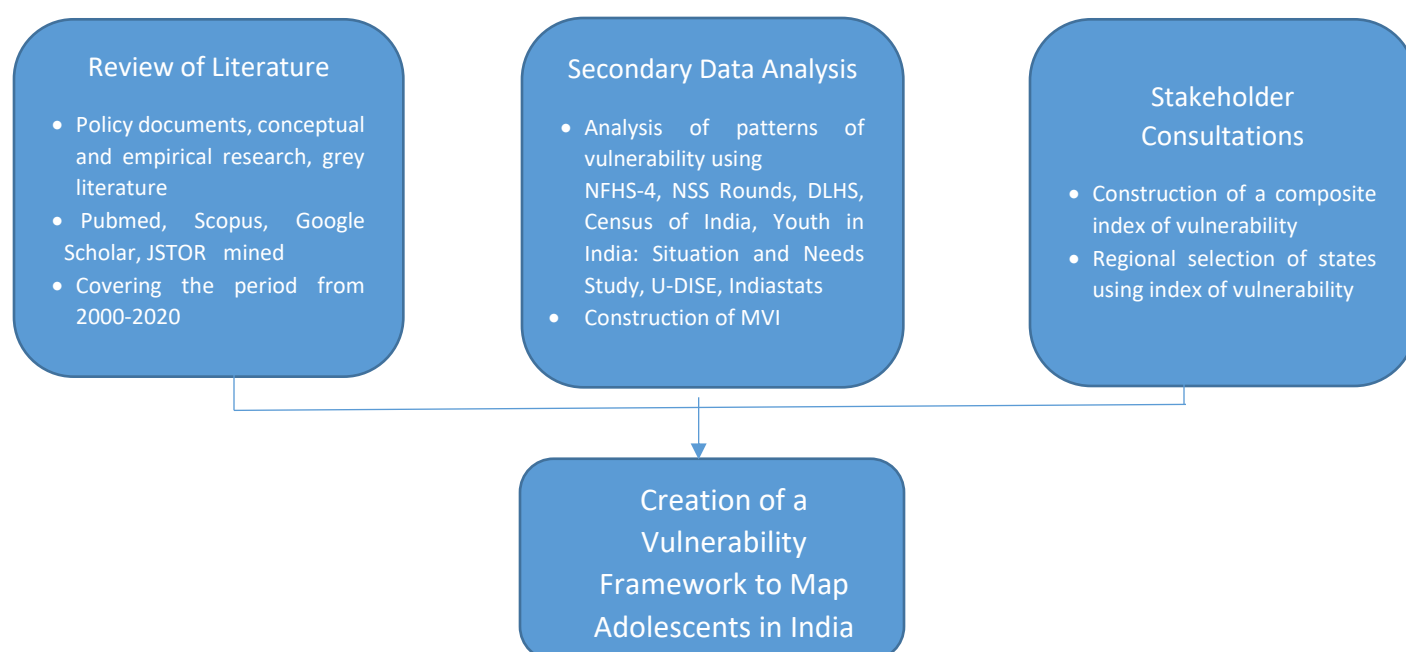 Review of Literature
• Policy documents, conceptual
and empirical research, grey
literature
• Pubmed, Scopus, Google
Scholar, JSTOR mined
• Covering the period from
2000-2020
Secondary Data Analysis
• Analysis of patterns of
vulnerability using
NFHS-4, NSS Rounds, DLHS,
Census of India, Youth in
India: Situation and Needs
Study, U-DISE, Indiastats
• Construction of MVI
Stakeholder
Consultations
• Construction of a composite
index of vulnerability
• Regional selection of states
using index of vulnerability
Creation of a
Vulnerability
Framework to Map
Adolescents in India